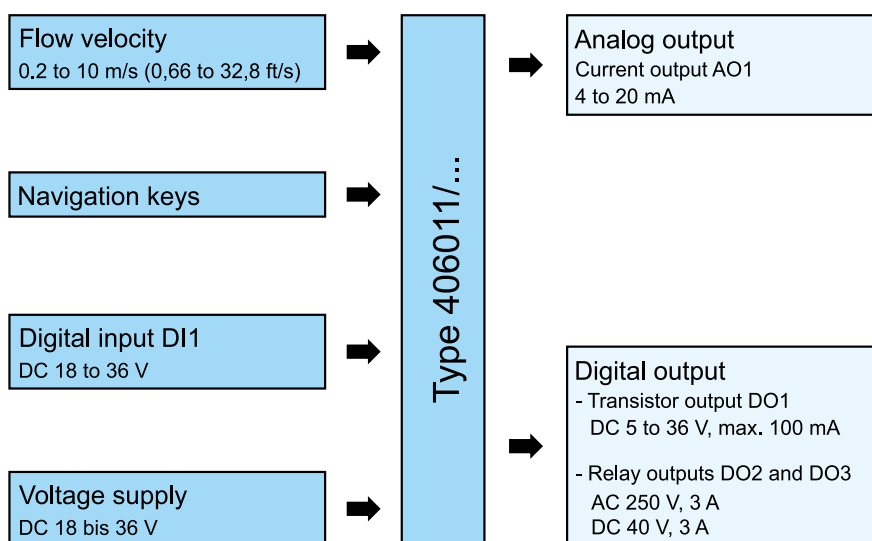 Flow velocity
0.2 to 10 m/s (0,66 to 32,8 ft/s)
Navigation keys
Digital input DI1
DC 18 to 36 V
Voltage supply
DC 18 bis 36 V
Type 406011/...
Analog output
Current output AO1
4 to 20 mA
Digital output
- Transistor output DO1
DC 5 to 36 V, max. 100 mA
- Relay outputs DO2 and DO3
AC 250 V, 3 A
DC 40 V, 3 A